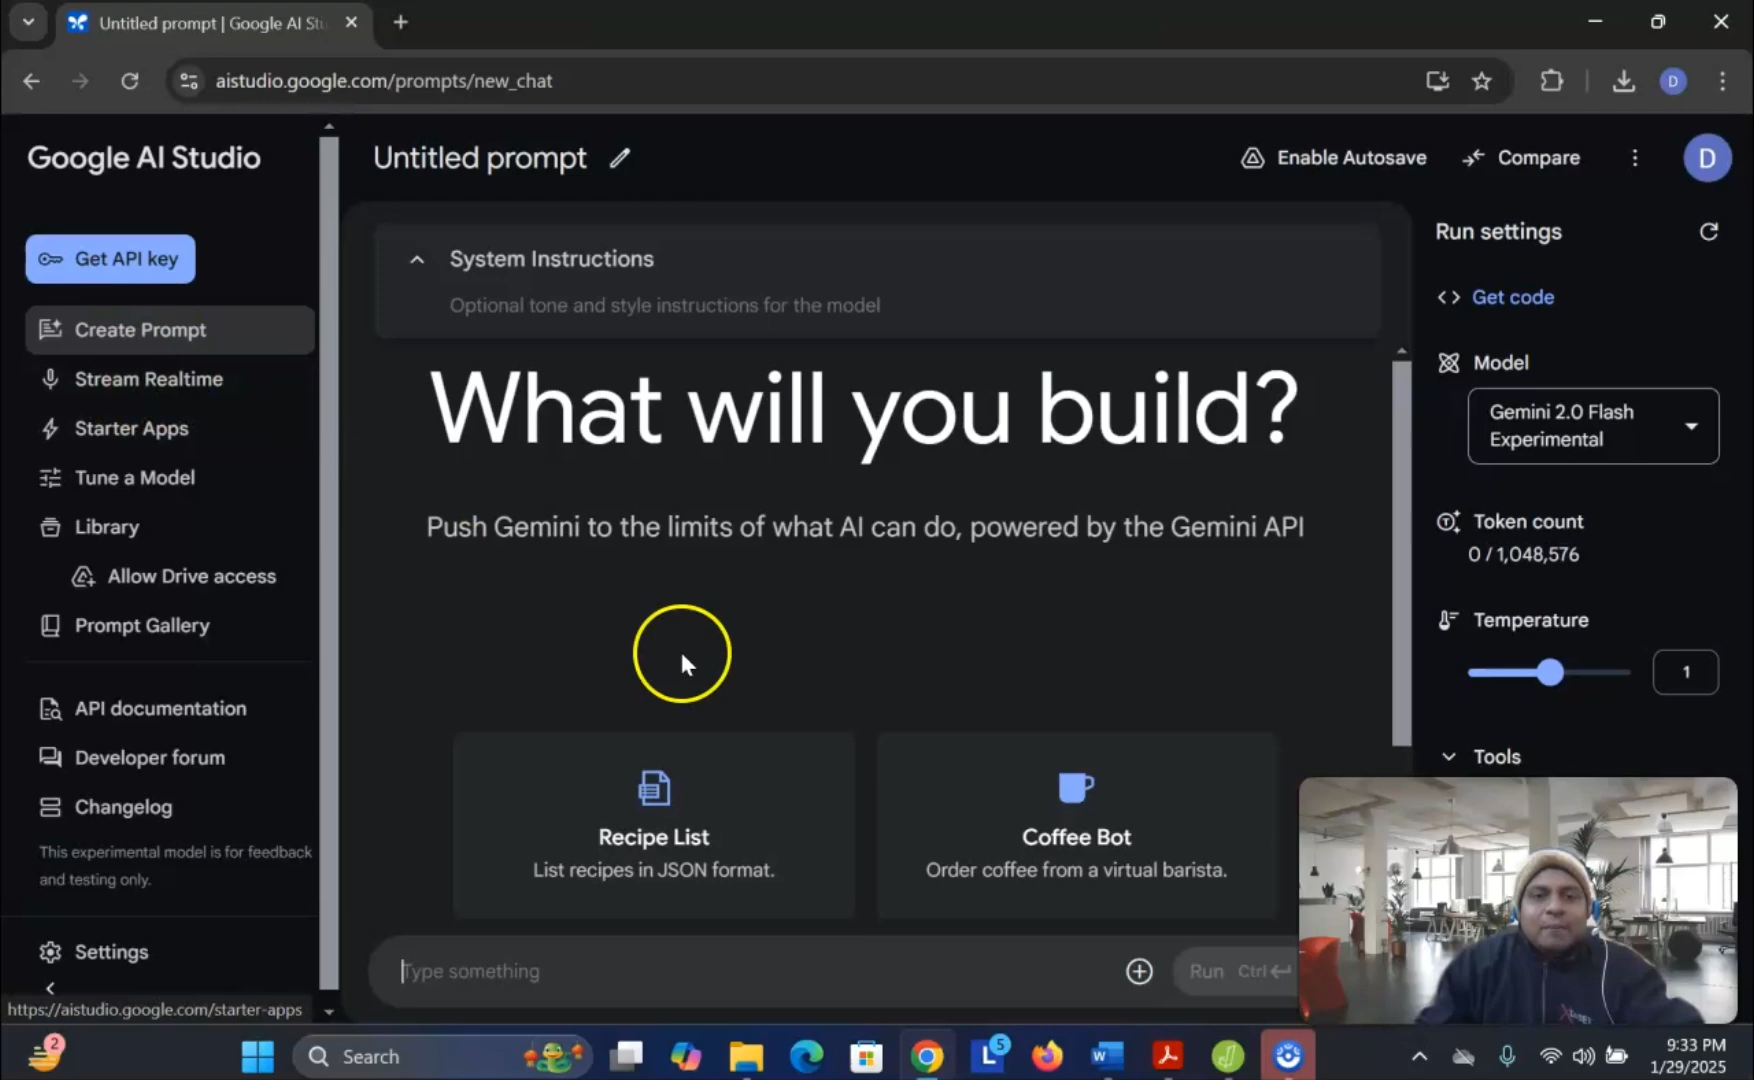 Untitled prompt | Google AI Stu
aistudio.google.com/prompts/new_chat
D
Google AI Studio
Untitled prompt
Enable Autosave
Compare
D
Get API key
Create Prompt
Stream Realtime
Starter Apps
Tune a Model
Library
Allow Drive access
Prompt Gallery
API documentation
Developer forum
Changelog
This experimental model is for feedback
and testing only.
Settings
https://aistudio.google.com/starter-apps
System Instructions
Optional tone and style instructions for the model
What will you build?
Push Gemini to the limits of what AI can do, powered by the Gemini API
Recipe List
List recipes in JSON format.
Coffee Bot
Order coffee from a virtual barista.
Type something
Run Ctrl
Run settings
Get code
Model
Gemini 2.0 Flash
Experimental
Token count
0 / 1,048,576
Temperature
1
Tools
2
Search
L
5
W
9:33 PM
1/29/2025